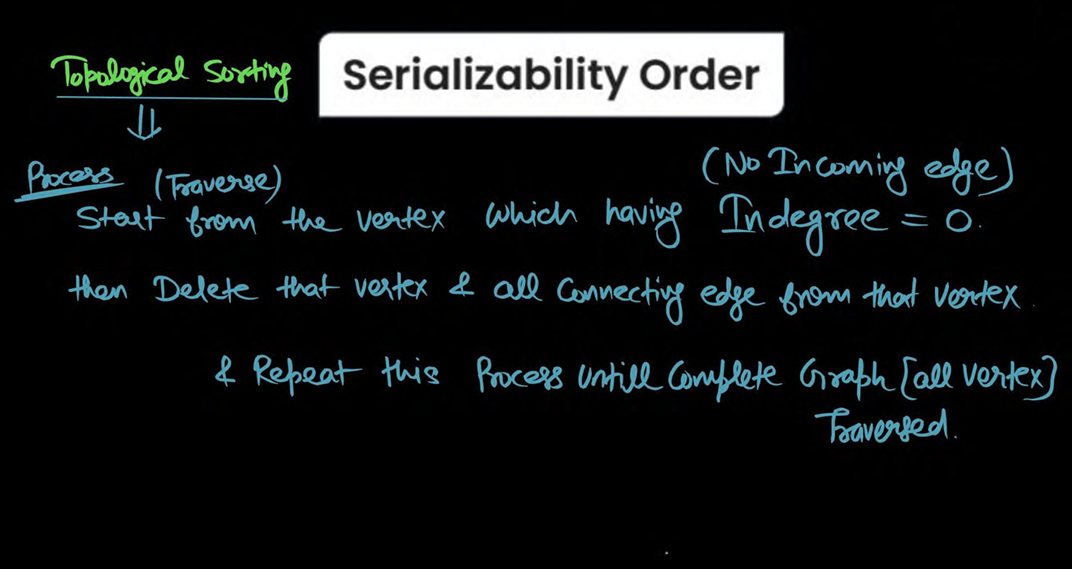 Topological Sorting
Serializability Order
Process (Traverse)
(No Incoming edge)
Start from the vertex which having Indegree = 0.
then Delete that vertex & all connecting edge from that vertex.
& Repeat this Process untill complete Graph [all vertex]
Traversed.